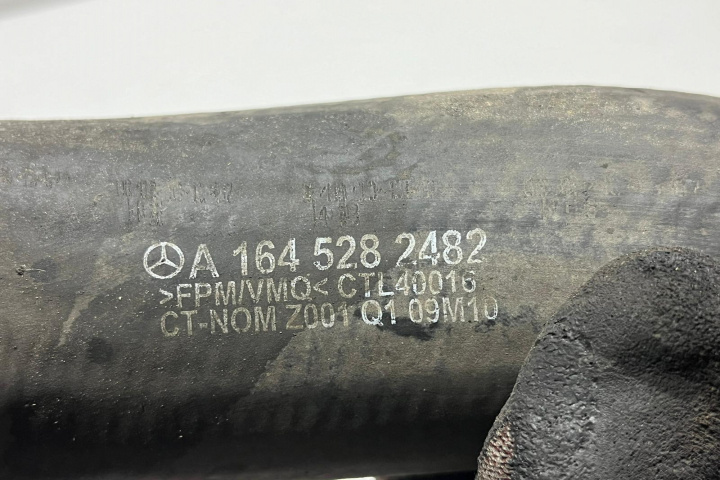 A 164 528 2482
>FPM/VMQ< CTL40016
CT-NOM Z001 Q1 09M10